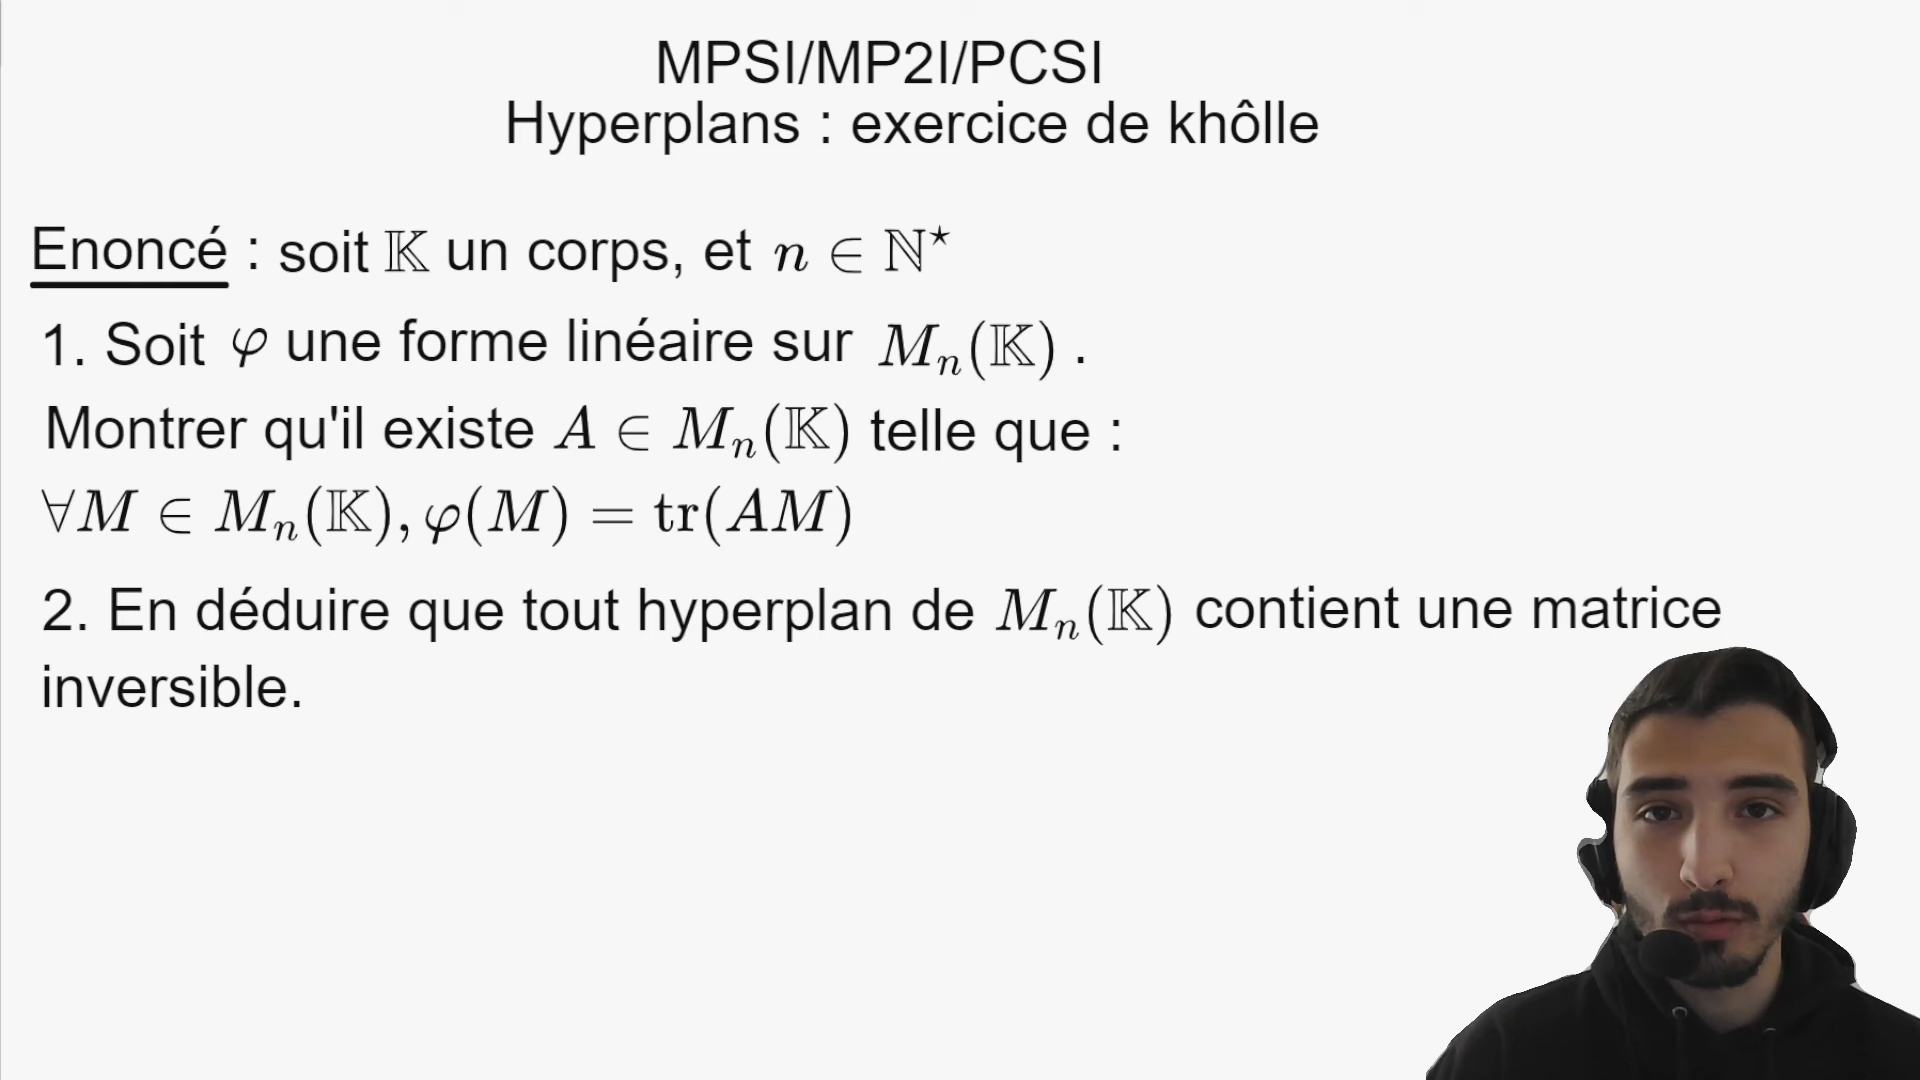 MPSI/MP2I/PCSI
Hyperplans : exercice de khôlle
Enoncé : soit 𝕂 un corps, et n ∈ ℕ*
1. Soit φ une forme linéaire sur Mₙ(𝕂) .
Montrer qu'il existe A ∈ Mₙ(𝕂) telle que :
∀M ∈ Mₙ(𝕂), φ(M) = tr(AM)
2. En déduire que tout hyperplan de Mₙ(𝕂) contient une matrice
inversible.